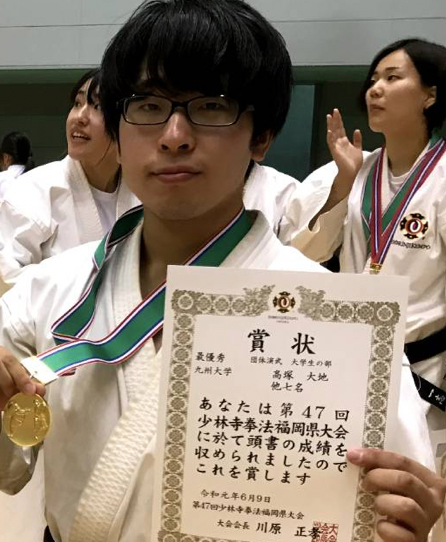 賞状
最優秀 団体演武 大学生の部
九州大学 高塚 大地
他七名
あなたは第47回
少林寺拳法福岡県大会
に於て頭書の成績を
収められましたので
これを賞します
令和元年6月9日
第47回少林寺拳法福岡県大会
大会会長 川原 正孝
SHORINJI KEMPO